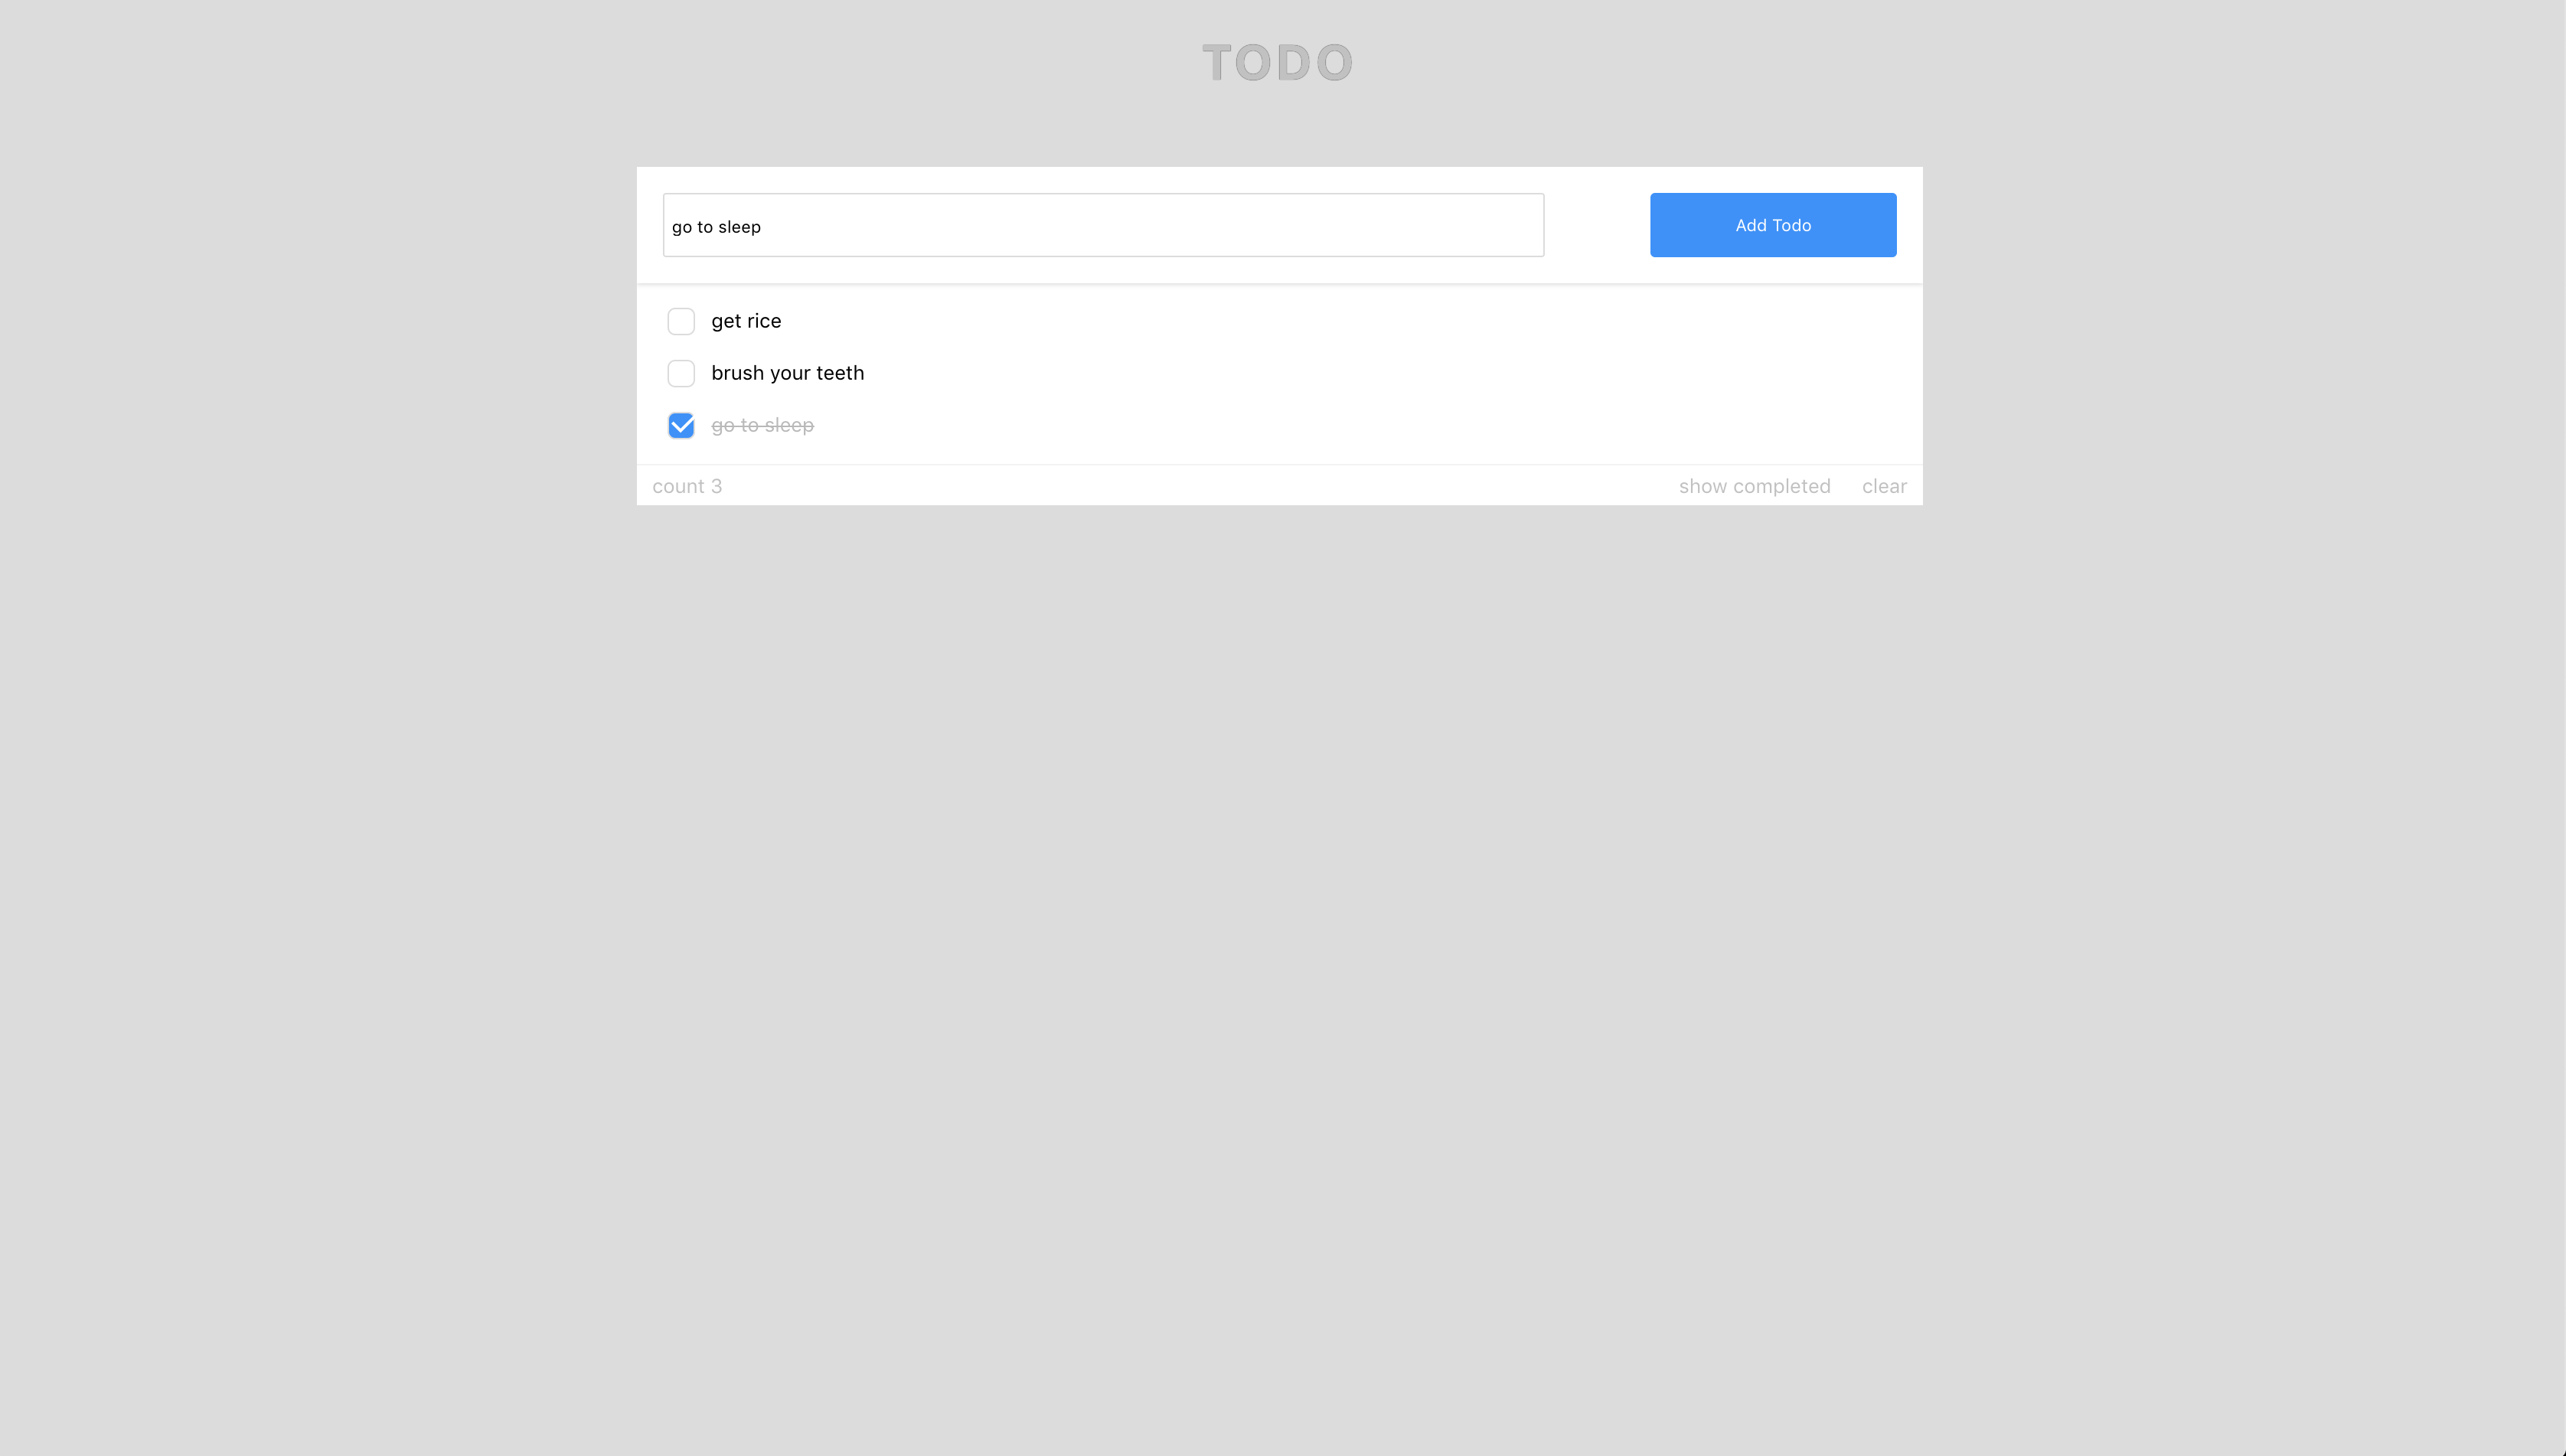 TODO
go to sleep
Add Todo
get rice
brush your teeth
go to sleep
count 3
show completed
clear